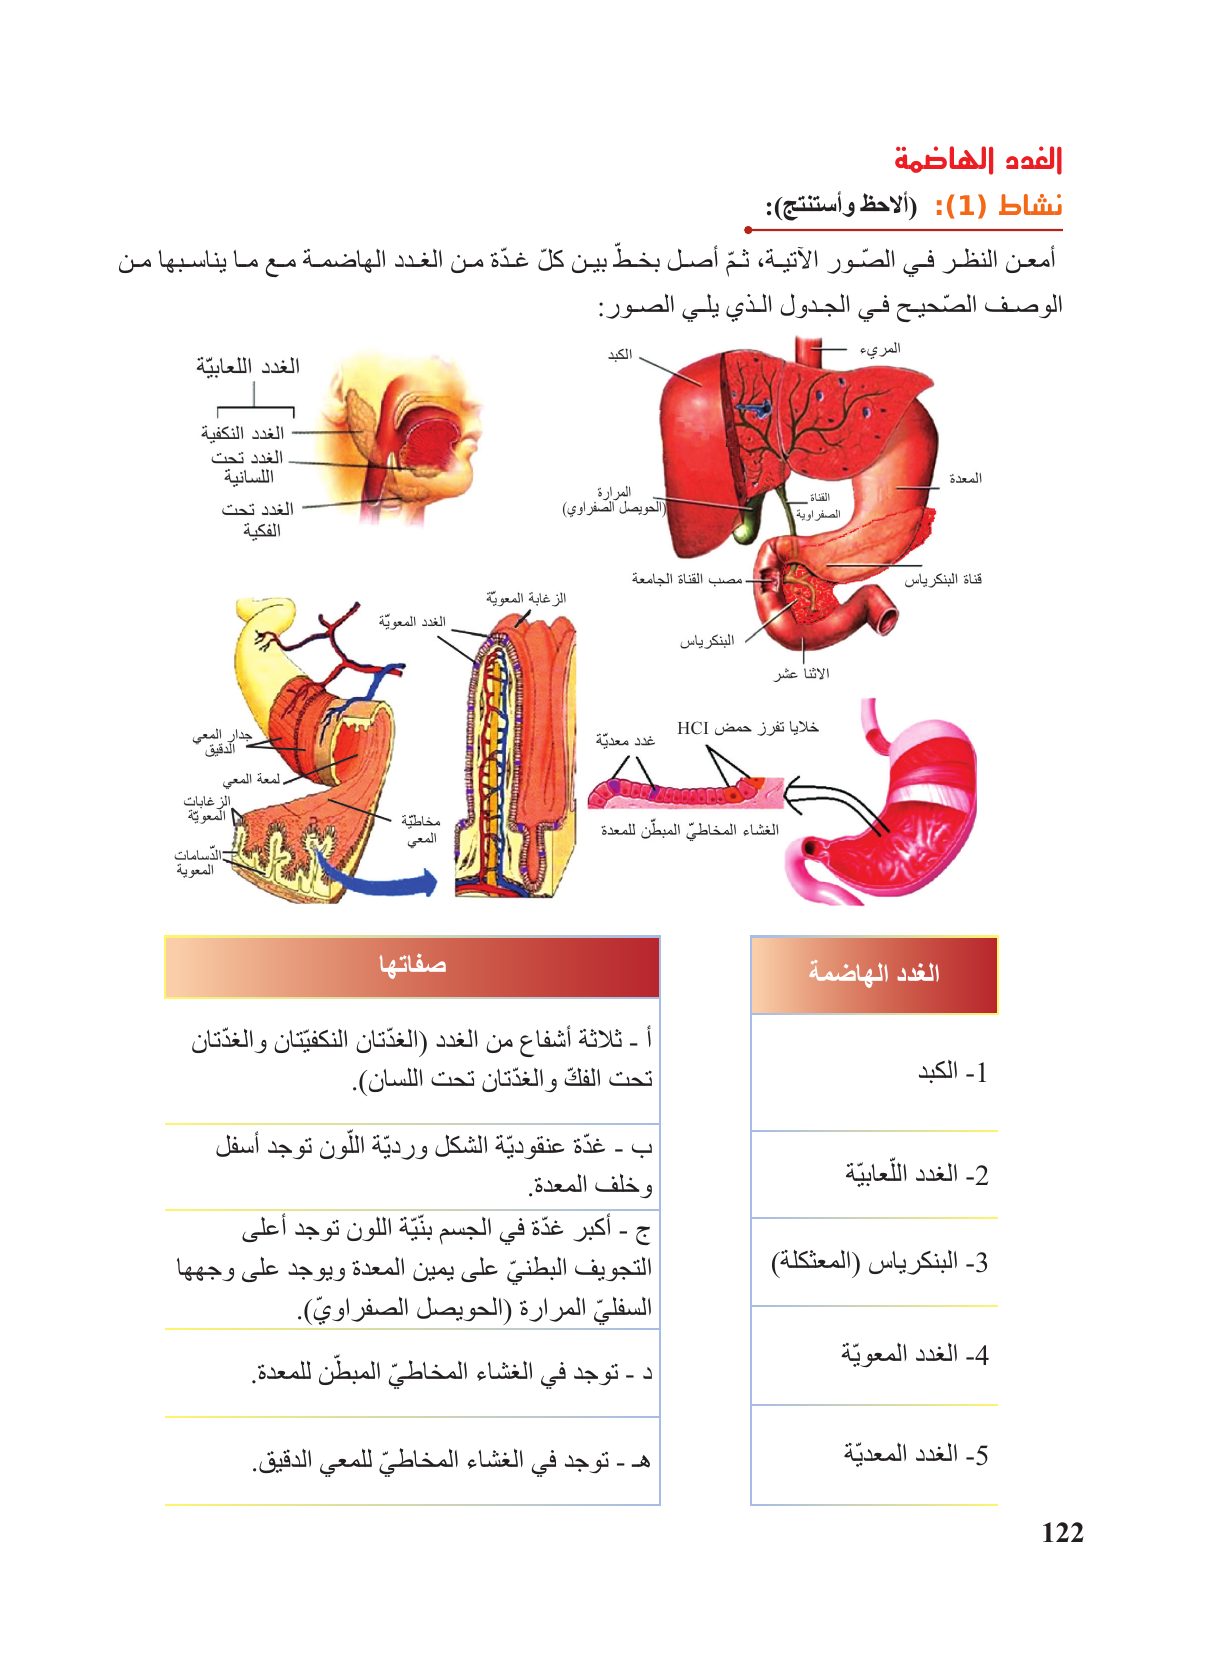 الغدد الهاضمة
نشاط (1): (ألاحظ وأستنتج):
أمعن النظر في الصّور الآتية، ثمّ أصل بخطّ بين كلّ غدّة من الغدد الهاضمة مع ما يناسبها من
الوصف الصّحيح في الجدول الذي يلي الصور:
المريء
الكبد
المعدة
المرارة
(الحويصل الصفراوي)
القناة
الصفراوية
مصب القناة الجامعة
قناة البنكرياس
البنكرياس
الاثنا عشر
الغدد اللعابيّة
الغدد النكفية
الغدد تحت
اللسانية
الغدد تحت
الفكية
الزغابة المعويّة
الغدد المعويّة
جدار المعي
الدقيق
لمعة المعي
الزغابات
المعويّة
الدّسامات
المعوية
مخاطيّة
المعي
خلايا تفرز حمض HCI
غدد معديّة
الغشاء المخاطيّ المبطّن للمعدة
الغدد الهاضمة
1- الكبد
2- الغدد اللّعابيّة
3- البنكرياس (المعثكلة)
4- الغدد المعويّة
5- الغدد المعديّة
صفاتها
أ - ثلاثة أشفاع من الغدد (الغدّتان النكفيّتان والغدّتان
تحت الفكّ والغدّتان تحت اللسان).
ب - غدّة عنقوديّة الشكل ورديّة اللّون توجد أسفل
وخلف المعدة.
ج - أكبر غدّة في الجسم بنّيّة اللون توجد أعلى
التجويف البطنيّ على يمين المعدة ويوجد على وجهها
السفليّ المرارة (الحويصل الصفراويّ).
د - توجد في الغشاء المخاطيّ المبطّن للمعدة.
هـ - توجد في الغشاء المخاطيّ للمعي الدقيق.
122